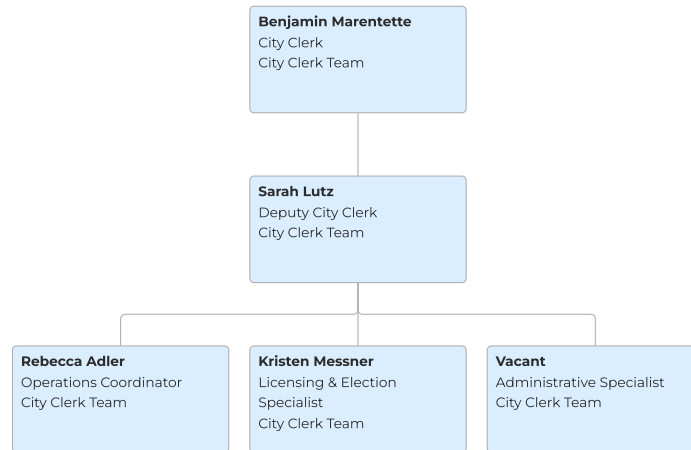 Benjamin Marentette
City Clerk
City Clerk Team
Sarah Lutz
Deputy City Clerk
City Clerk Team
Rebecca Adler
Operations Coordinator
City Clerk Team
Kristen Messner
Licensing & Election
Specialist
City Clerk Team
Vacant
Administrative Specialist
City Clerk Team